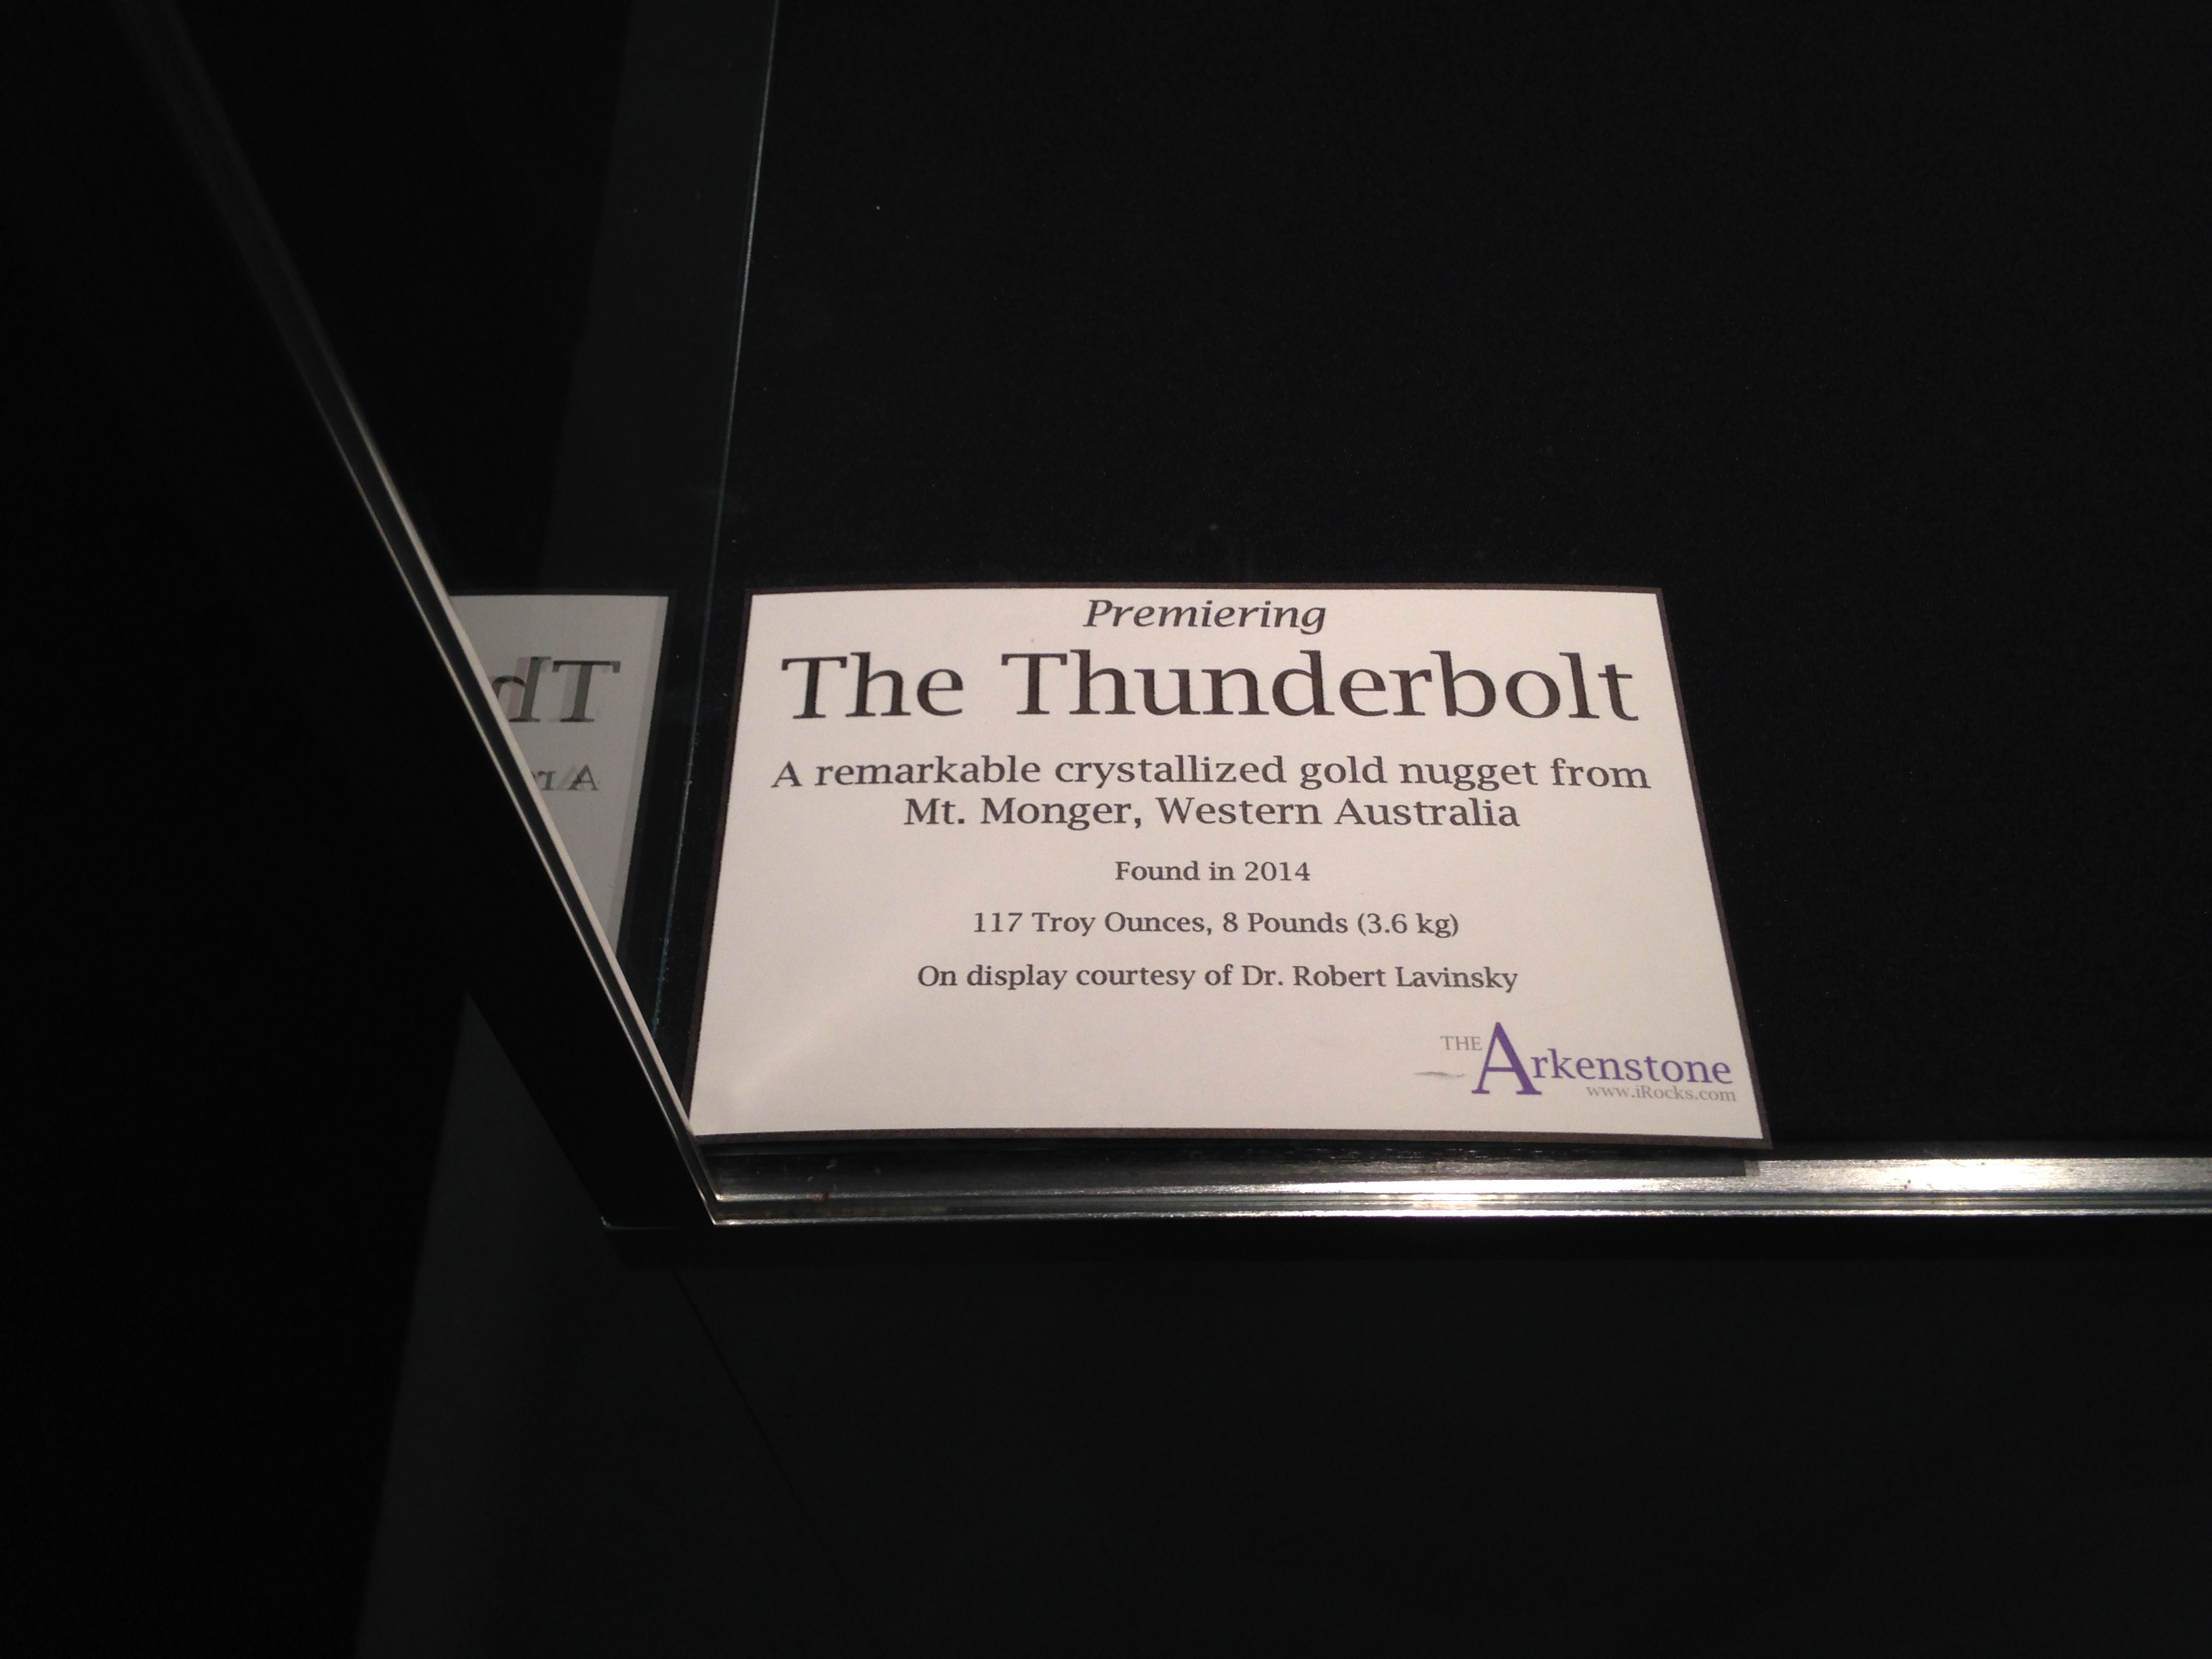 Premiering
The Thunderbolt
A remarkable crystallized gold nugget from
Mt. Monger, Western Australia
Found in 2014
117 Troy Ounces, 8 Pounds (3.6 kg)
On display courtesy of Dr. Robert Lavinsky
THE Arkenstone
www.iRocks.com